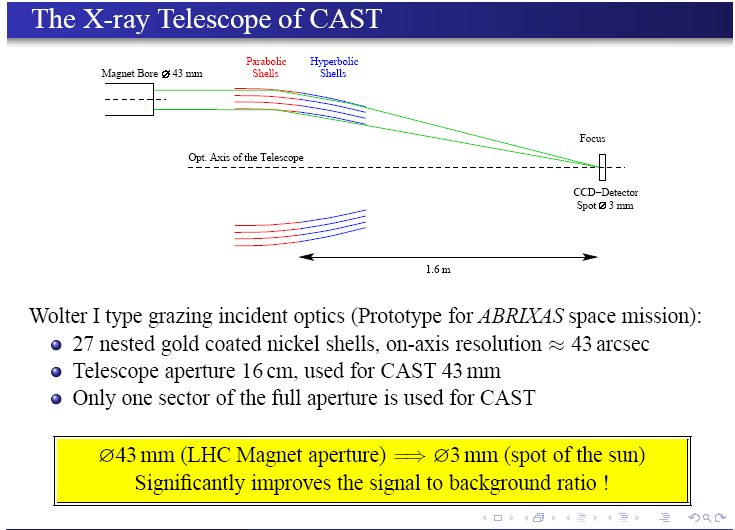 The X-ray Telescope of CAST
Parabolic
Shells
Hyperbolic
Shells
Magnet Bore ⌀ 43 mm
Opt. Axis of the Telescope
Focus
CCD–Detector
Spot ⌀ 3 mm
1.6 m
Wolter I type grazing incident optics (Prototype for ABRIXAS space mission):
27 nested gold coated nickel shells, on-axis resolution ≈ 43 arcsec
Telescope aperture 16 cm, used for CAST 43 mm
Only one sector of the full aperture is used for CAST
⌀43 mm (LHC Magnet aperture) ⟹ ⌀3 mm (spot of the sun)
Significantly improves the signal to background ratio !